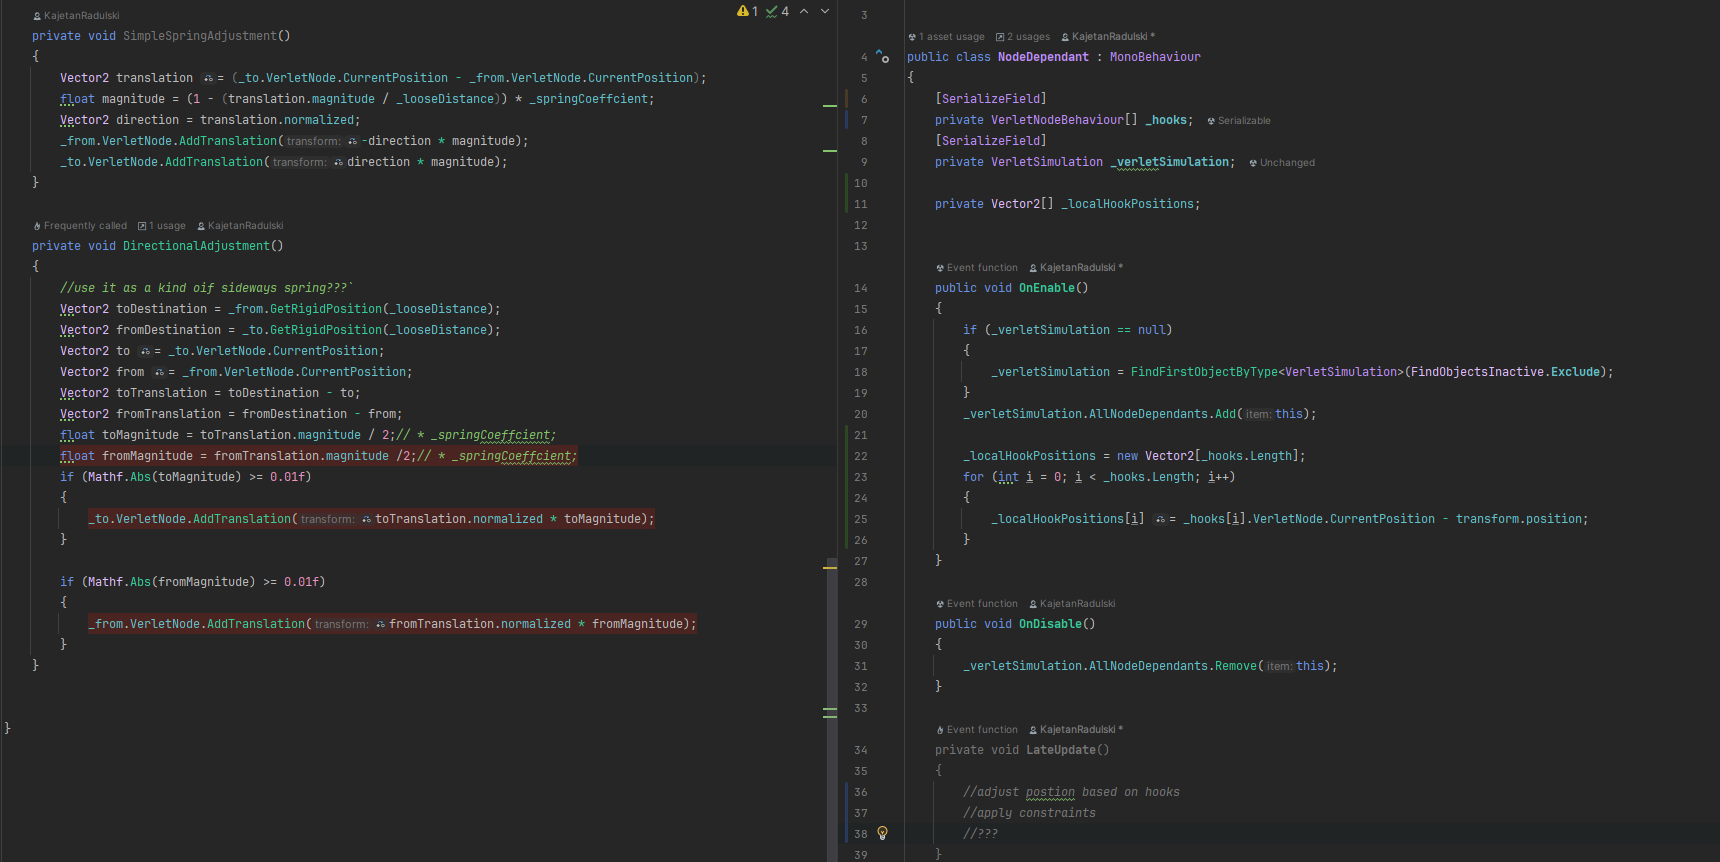 KajetanRadulski
1 4
private void SimpleSpringAdjustment()
{
Vector2 translation = (_to.VerletNode.CurrentPosition - _from.VerletNode.CurrentPosition);
float magnitude = (1 - (translation.magnitude / _looseDistance)) * _springCoeffcient;
Vector2 direction = translation.normalized;
_from.VerletNode.AddTranslation(transform: -direction * magnitude);
_to.VerletNode.AddTranslation(transform: direction * magnitude);
}
Frequently called 1 usage KajetanRadulski
private void DirectionalAdjustment()
{
//use it as a kind oif sideways spring???`
Vector2 toDestination = _from.GetRigidPosition(_looseDistance);
Vector2 fromDestination = _to.GetRigidPosition(_looseDistance);
Vector2 to = _to.VerletNode.CurrentPosition;
Vector2 from = _from.VerletNode.CurrentPosition;
Vector2 toTranslation = toDestination - to;
Vector2 fromTranslation = fromDestination - from;
float toMagnitude = toTranslation.magnitude / 2;// * _springCoeffcient;
float fromMagnitude = fromTranslation.magnitude /2;// * _springCoeffcient;
if (Mathf.Abs(toMagnitude) >= 0.01f)
{
_to.VerletNode.AddTranslation(transform: toTranslation.normalized * toMagnitude);
}
if (Mathf.Abs(fromMagnitude) >= 0.01f)
{
_from.VerletNode.AddTranslation(transform: fromTranslation.normalized * fromMagnitude);
}
}
}
3
1 asset usage 2 usages KajetanRadulski *
4 public class NodeDependant : MonoBehaviour
5 {
6 [SerializeField]
7 private VerletNodeBehaviour[] _hooks; Serializable
8 [SerializeField]
9 private VerletSimulation _verletSimulation; Unchanged
10
11 private Vector2[] _localHookPositions;
12
13
Event function KajetanRadulski *
14 public void OnEnable()
15 {
16 if (_verletSimulation == null)
17 {
18 _verletSimulation = FindFirstObjectByType<VerletSimulation>(FindObjectsInactive.Exclude);
19 }
20 _verletSimulation.AllNodeDependants.Add(item: this);
21
22 _localHookPositions = new Vector2[_hooks.Length];
23 for (int i = 0; i < _hooks.Length; i++)
24 {
25 _localHookPositions[i] = _hooks[i].VerletNode.CurrentPosition - transform.position;
26 }
27 }
28
Event function KajetanRadulski
29 public void OnDisable()
30 {
31 _verletSimulation.AllNodeDependants.Remove(item: this);
32 }
33
Event function KajetanRadulski *
34 private void LateUpdate()
35 {
36 //adjust postion based on hooks
37 //apply constraints
38 //???
39 }